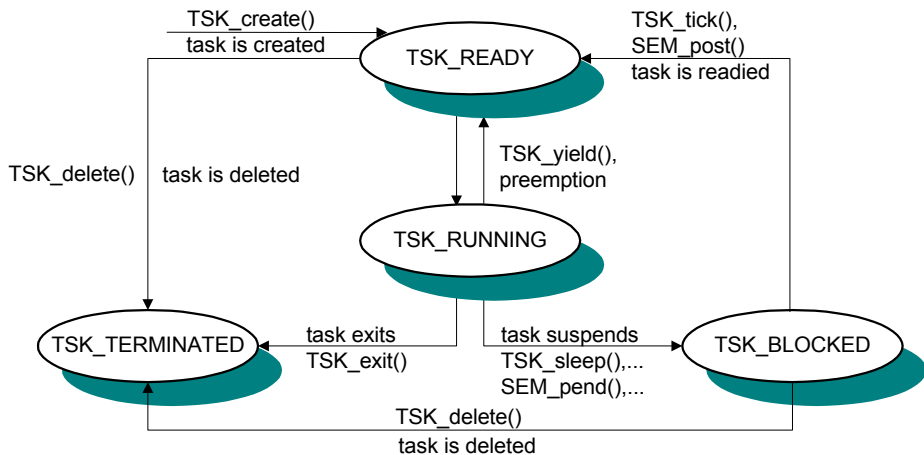 TSK_create()
task is created
TSK_READY
TSK_tick(),
SEM_post()
task is readied
TSK_delete()
task is deleted
TSK_yield(),
preemption
TSK_RUNNING
TSK_TERMINATED
task exits
TSK_exit()
task suspends
TSK_sleep(),...
SEM_pend(),...
TSK_BLOCKED
TSK_delete()
task is deleted